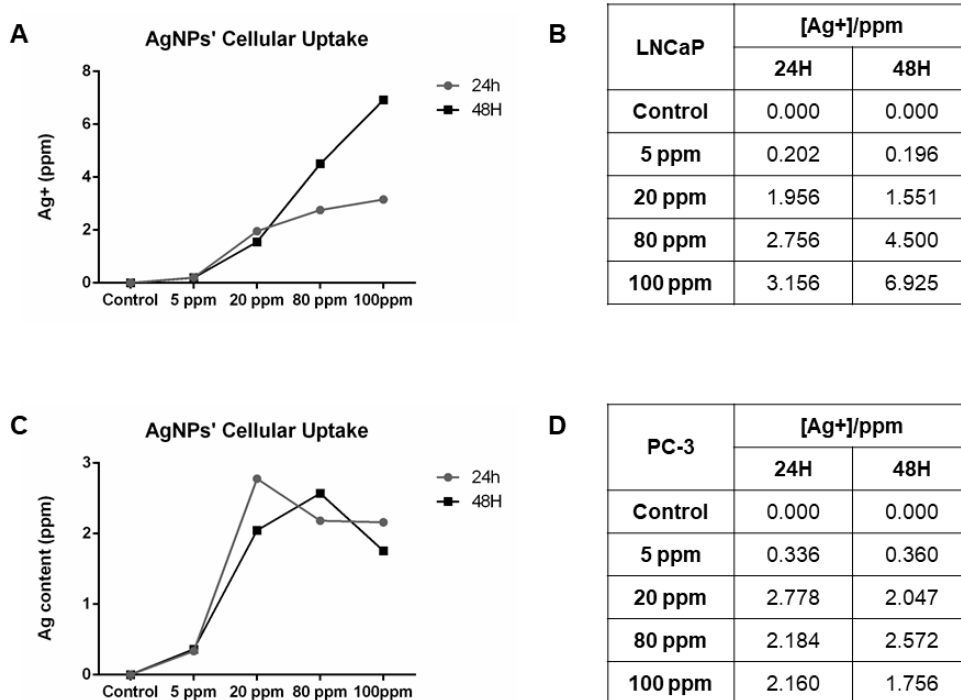 A
AgNPs' Cellular Uptake
Ag+ (ppm)
8
6
4
2
0
Control 5 ppm 20 ppm 80 ppm 100ppm
24h
48H
B
LNCaP
[Ag+]/ppm
24H 48H
Control 0.000 0.000
5 ppm 0.202 0.196
20 ppm 1.956 1.551
80 ppm 2.756 4.500
100 ppm 3.156 6.925
C
AgNPs' Cellular Uptake
Ag content (ppm)
3
2
1
0
Control 5 ppm 20 ppm 80 ppm 100ppm
24h
48H
D
PC-3
[Ag+]/ppm
24H 48H
Control 0.000 0.000
5 ppm 0.336 0.360
20 ppm 2.778 2.047
80 ppm 2.184 2.572
100 ppm 2.160 1.756